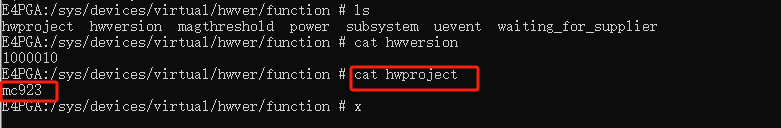 E4PGA:/sys/devices/virtual/hwver/function # ls
hwproject hwversion magthreshold power subsystem uevent waiting_for_supplier
E4PGA:/sys/devices/virtual/hwver/function # cat hwversion
1000010
E4PGA:/sys/devices/virtual/hwver/function # cat hwproject
mc923
E4PGA:/sys/devices/virtual/hwver/function # x